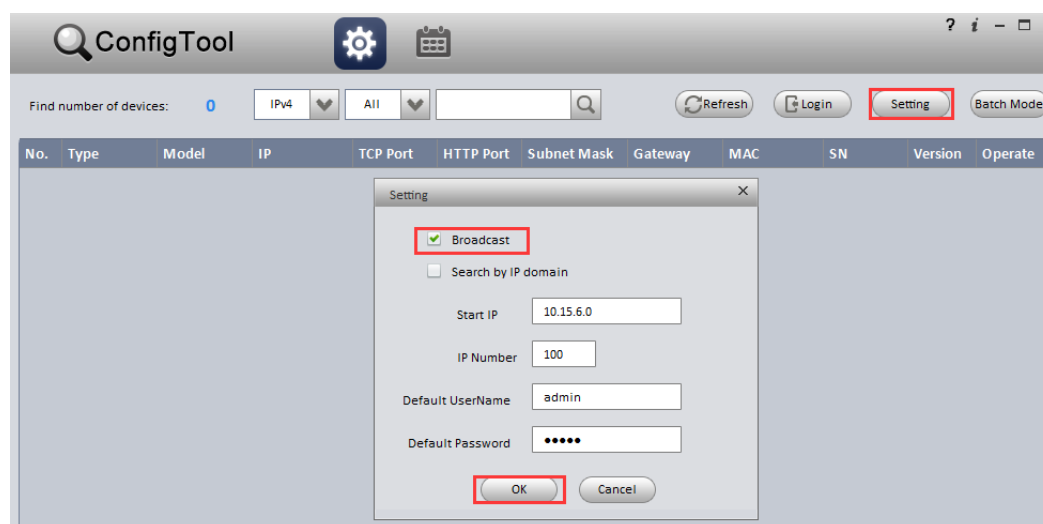 ConfigTool
? i
Find number of devices: 0 IPv4 All Refresh Login Setting Batch Mode
No. Type Model IP TCP Port HTTP Port Subnet Mask Gateway MAC SN Version Operate
Setting
Broadcast
Search by IP domain
Start IP 10.15.6.0
IP Number 100
Default UserName admin
Default Password •••••
OK Cancel